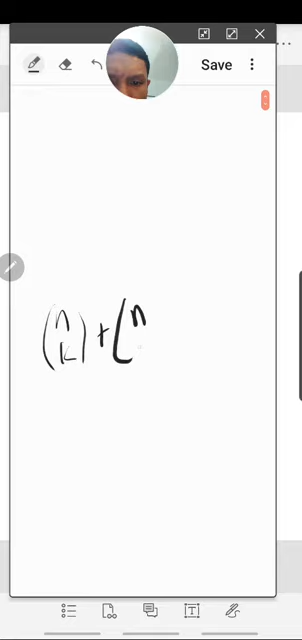 Save
(n k) + (n
T